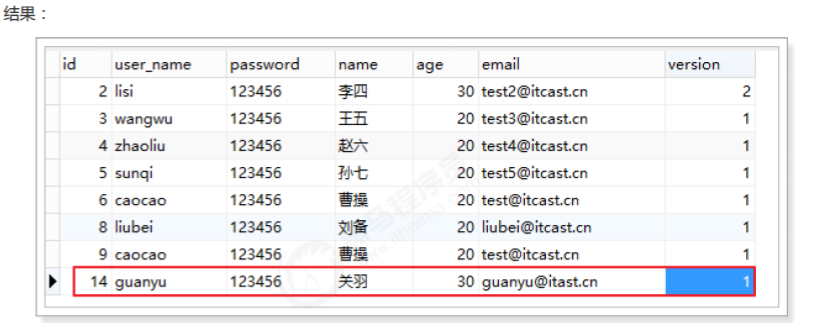 结果：
id user_name password name age email version
2 lisi 123456 李四 30 test2@itcast.cn 2
3 wangwu 123456 王五 20 test3@itcast.cn 1
4 zhaoliu 123456 赵六 20 test4@itcast.cn 1
5 sunqi 123456 孙七 20 test5@itcast.cn 1
6 caocao 123456 曹操 20 test@itcast.cn 1
8 liubei 123456 刘备 20 liubei@itcast.cn 1
9 caocao 123456 曹操 20 test@itcast.cn 1
14 guanyu 123456 关羽 30 guanyu@itast.cn 1